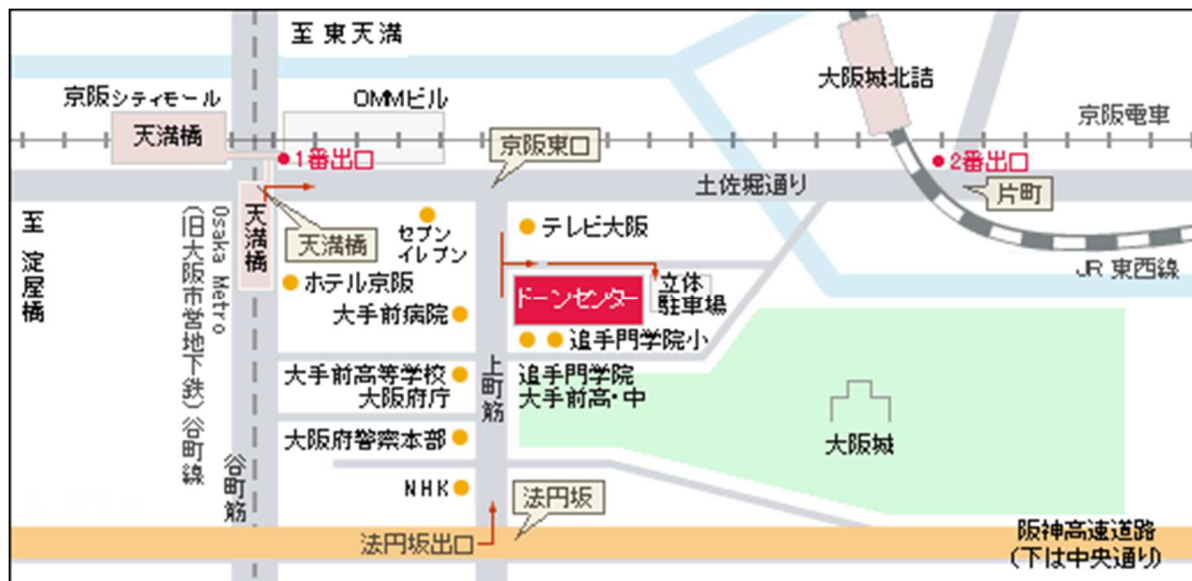 至 東天満
京阪シティモール
OMMビル
大阪城北詰
天満橋
京阪電車
1番出口
京阪東口
2番出口
土佐堀通り
片町
至 淀屋橋
Osaka Metro
(旧大阪市営地下鉄)谷町線
天満橋
天満橋
セブン
イレブン
テレビ大阪
JR 東西線
ホテル京阪
ドーンセンター
立体
駐車場
大手前病院
追手門学院小
上町筋
大手前高等学校
大阪府庁
追手門学院
大手前高・中
大阪城
大阪府警察本部
谷町筋
NHK
法円坂
法円坂出口
阪神高速道路
(下は中央通り)